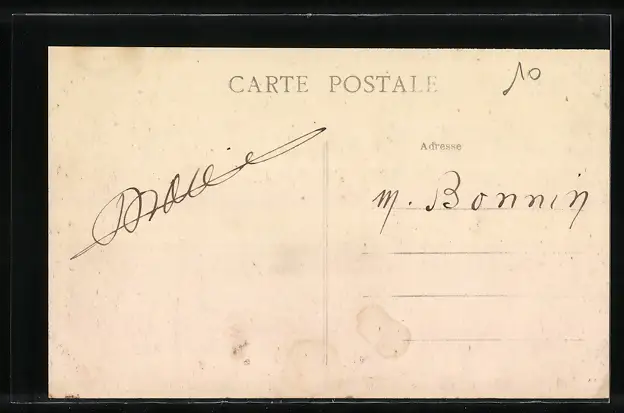 CARTE POSTALE
10
Adresse
M. Bonnin